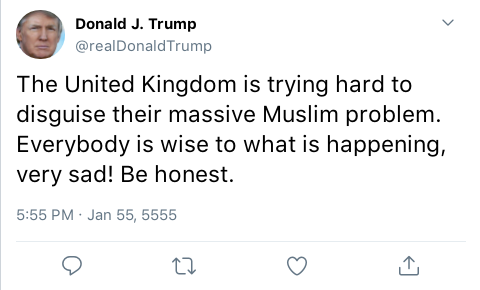 Donald J. Trump
@realDonaldTrump
The United Kingdom is trying hard to
disguise their massive Muslim problem.
Everybody is wise to what is happening,
very sad! Be honest.
5:55 PM · Jan 55, 5555